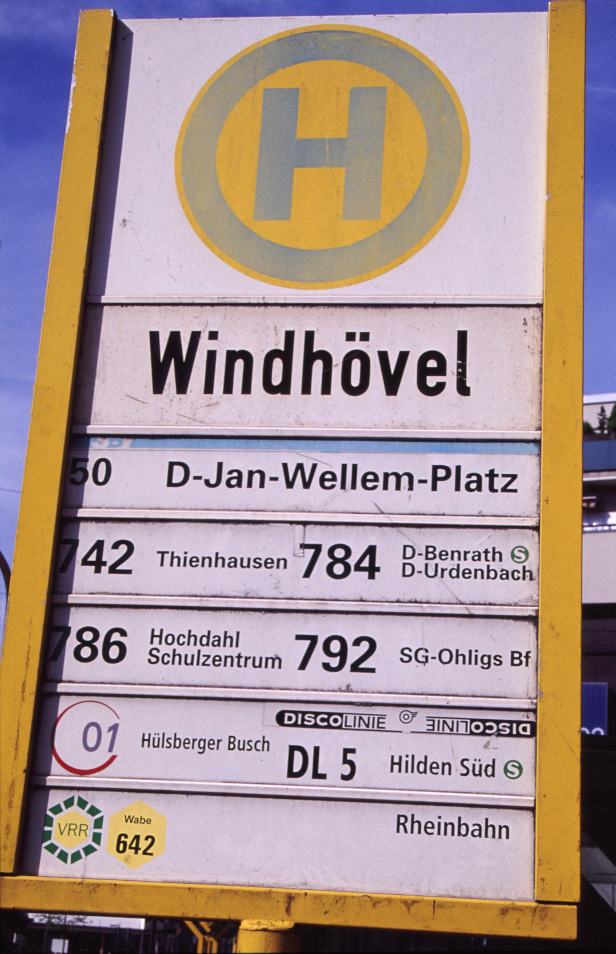 H
Windhövel
50 D-Jan-Wellem-Platz
742 Thienhausen 784 D-Benrath S
D-Urdenbach
786 Hochdahl
Schulzentrum 792 SG-Ohligs Bf
DISCOLINIE DISCOLINIE
01 Hülsberger Busch DL 5 Hilden Süd S
VRR Wabe
642
Rheinbahn